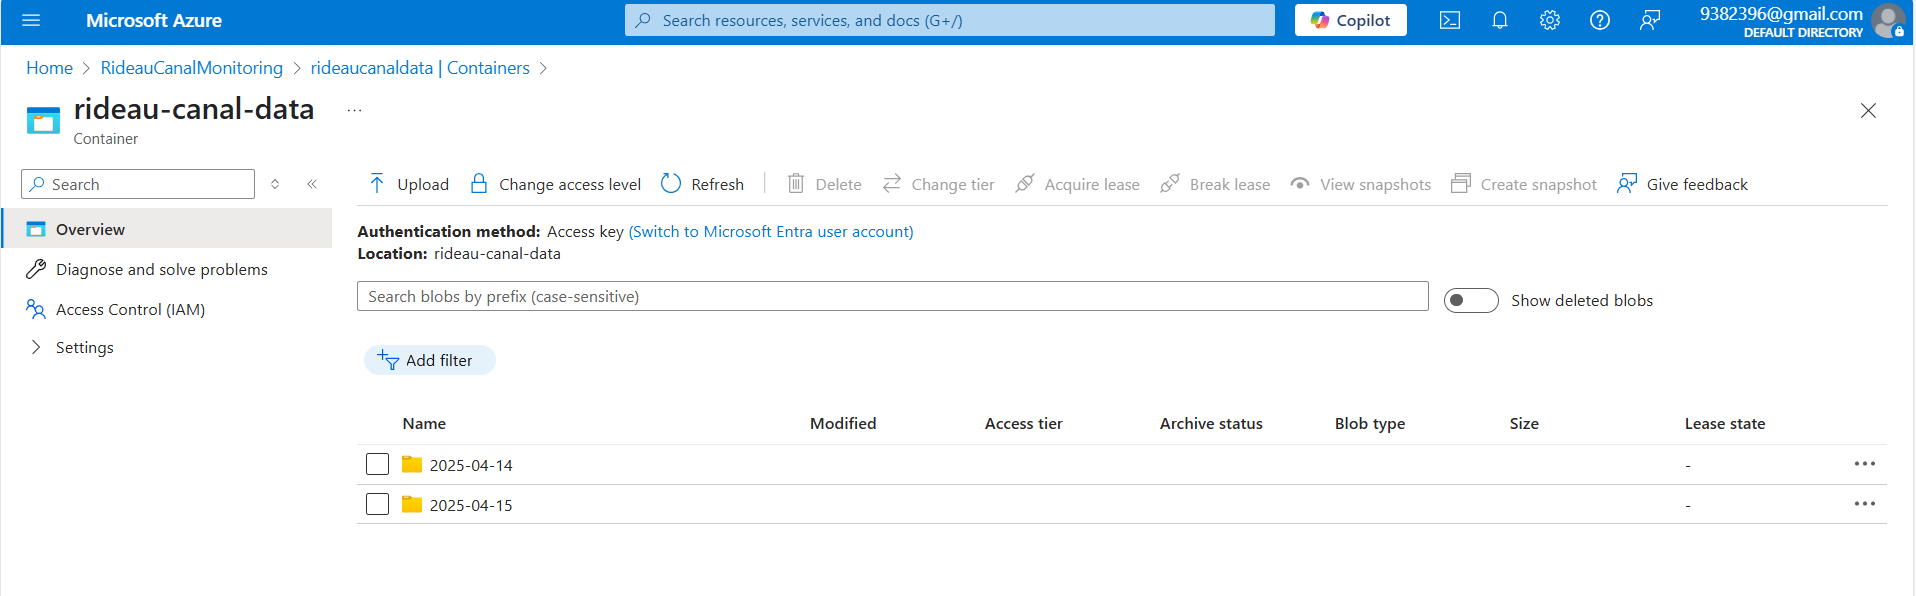 Microsoft Azure
Search resources, services, and docs (G+/)
Copilot
9382396@gmail.com
DEFAULT DIRECTORY
Home > RideauCanalMonitoring > rideaucanaldata | Containers >
rideau-canal-data ...
Container
Search
Overview
Diagnose and solve problems
Access Control (IAM)
Settings
Upload Change access level Refresh Delete Change tier Acquire lease Break lease View snapshots Create snapshot Give feedback
Authentication method: Access key (Switch to Microsoft Entra user account)
Location: rideau-canal-data
Search blobs by prefix (case-sensitive)
Show deleted blobs
Add filter
Name Modified Access tier Archive status Blob type Size Lease state
2025-04-14 -
2025-04-15 -